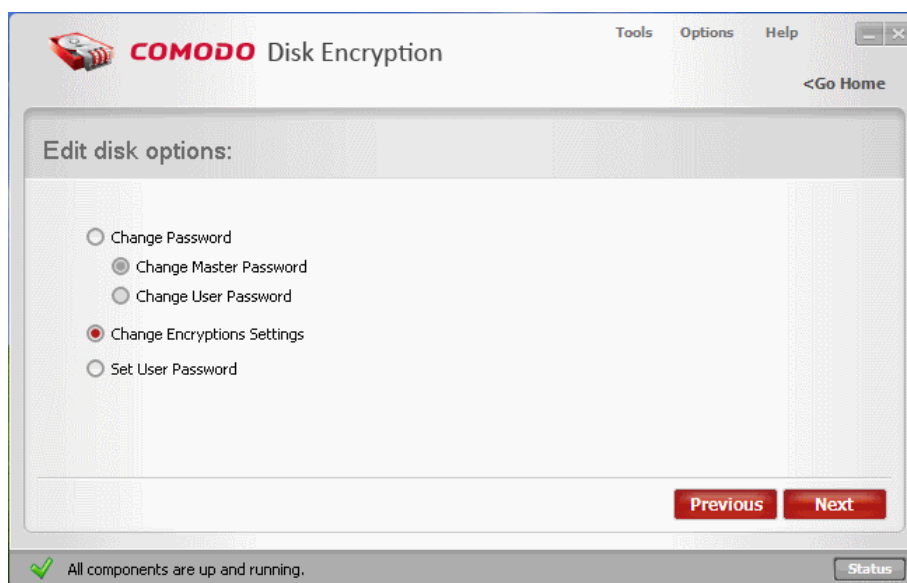 COMODO Disk Encryption
Tools Options Help
<Go Home
Edit disk options:
Change Password
Change Master Password
Change User Password
Change Encryptions Settings
Set User Password
Previous Next
All components are up and running. Status